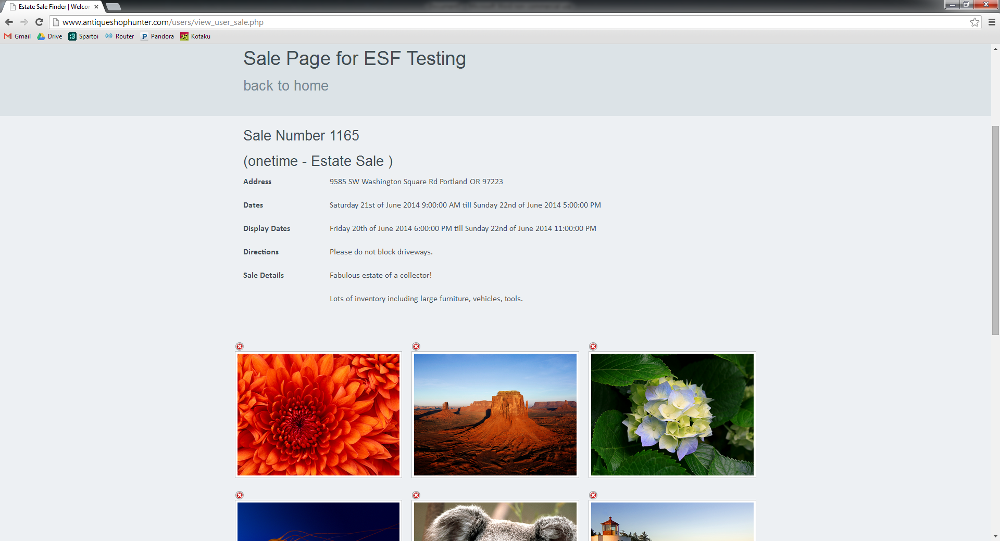 Estate Sale Finder | Welcor
www.antiqueshophunter.com/users/view_user_sale.php
Gmail Drive Spartoi Router Pandora Kotaku
Sale Page for ESF Testing
back to home
Sale Number 1165
(onetime - Estate Sale )
Address 9585 SW Washington Square Rd Portland OR 97223
Dates Saturday 21st of June 2014 9:00:00 AM till Sunday 22nd of June 2014 5:00:00 PM
Display Dates Friday 20th of June 2014 6:00:00 PM till Sunday 22nd of June 2014 11:00:00 PM
Directions Please do not block driveways.
Sale Details Fabulous estate of a collector!
Lots of inventory including large furniture, vehicles, tools.